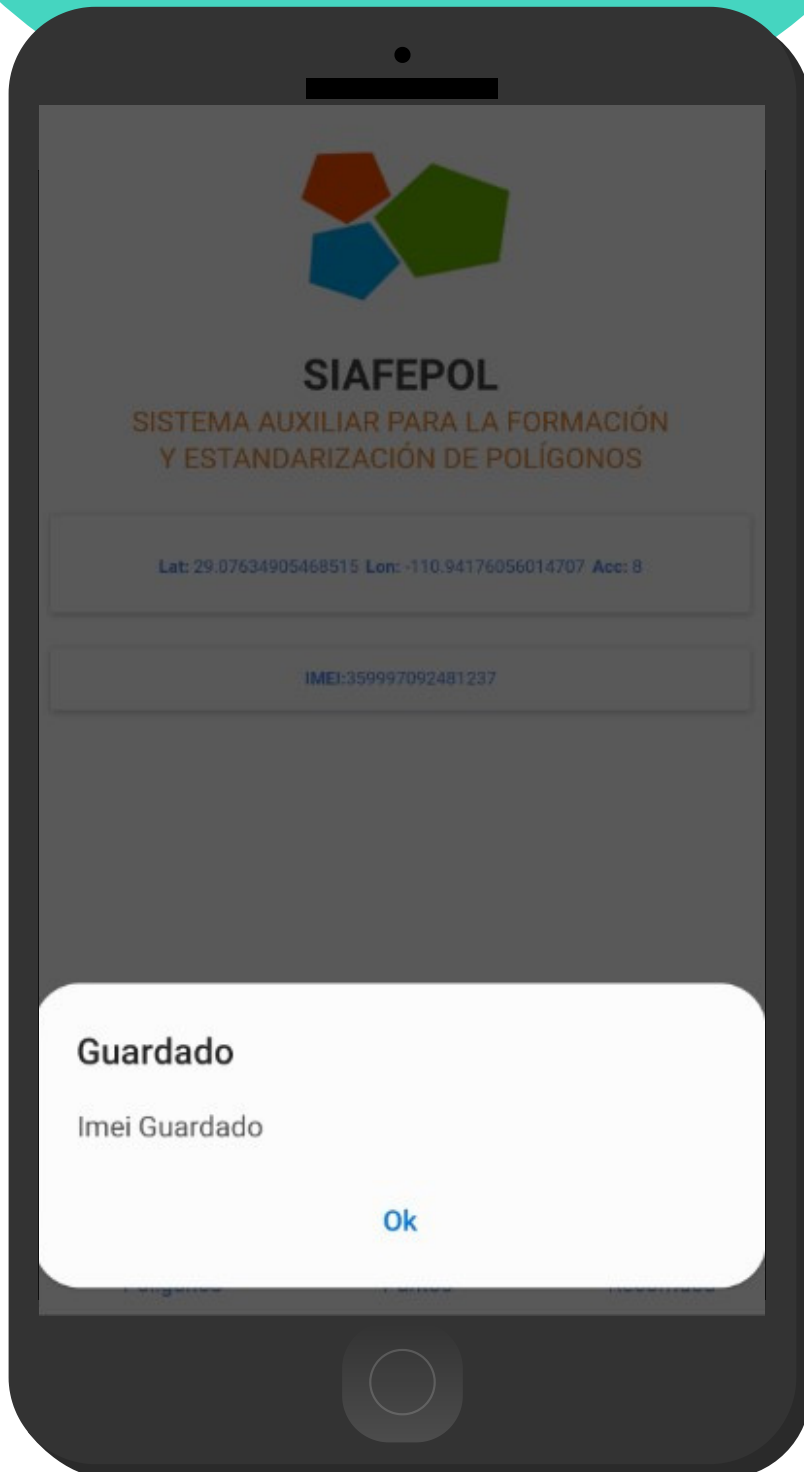 SIAFEPOL
SISTEMA AUXILIAR PARA LA FORMACIÓN
Y ESTANDARIZACIÓN DE POLÍGONOS
Lat: 29.07634905468515 Lon: -110.94176056014707 Acc: 8
IMEI:359997092481237
Guardado
Imei Guardado
Ok